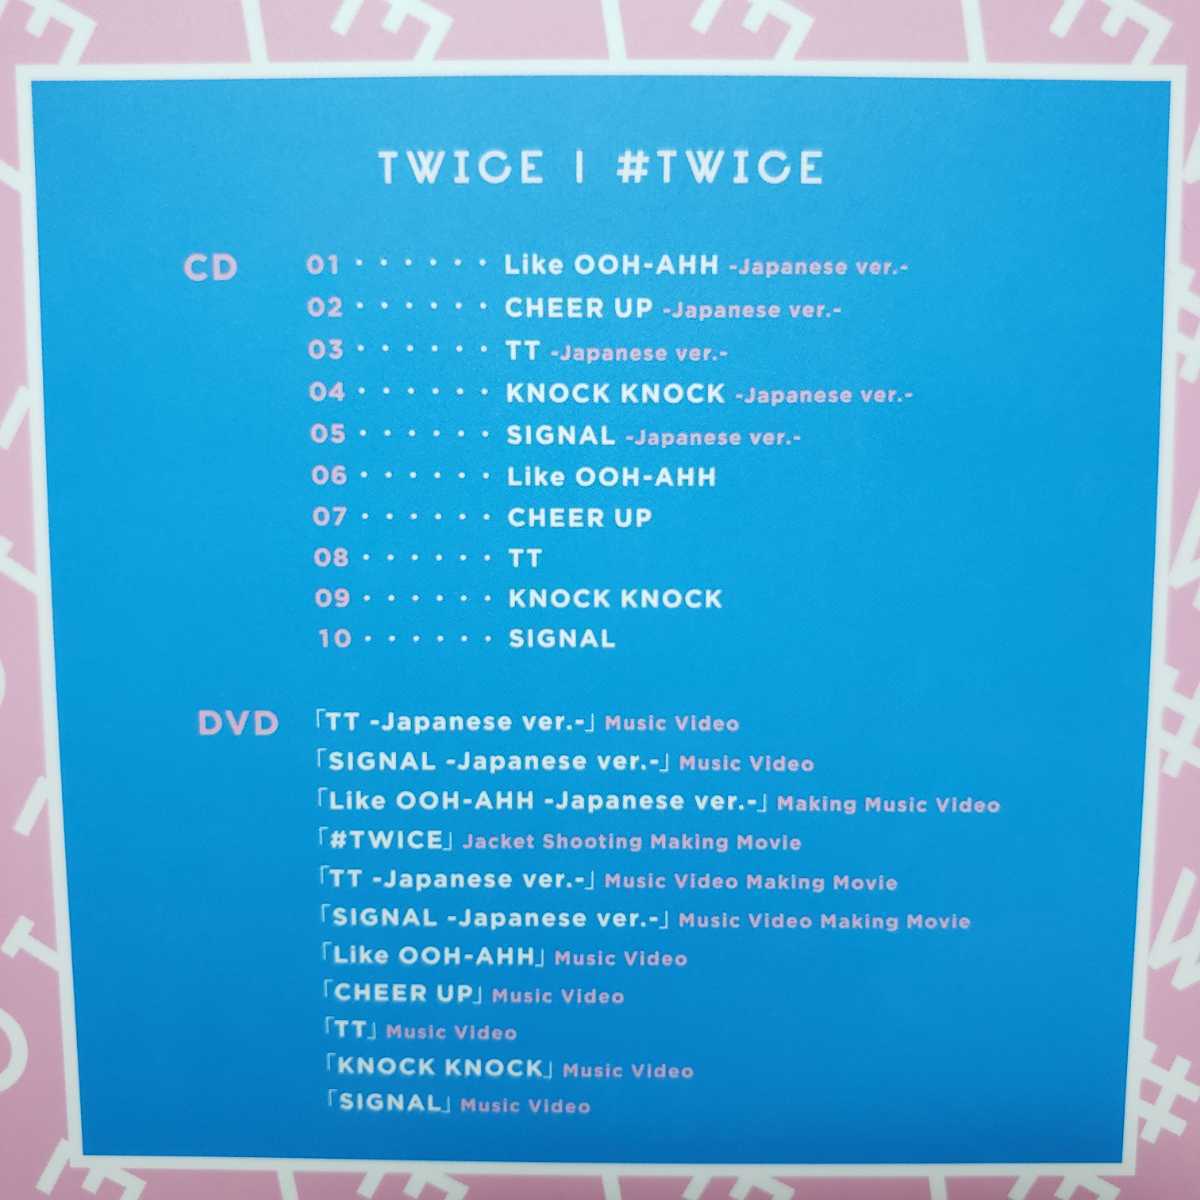 TWICE | #TWICE
CD
01 · · · · · · Like OOH-AHH -Japanese ver.-
02 · · · · · · CHEER UP -Japanese ver.-
03 · · · · · · TT -Japanese ver.-
04 · · · · · · KNOCK KNOCK -Japanese ver.-
05 · · · · · · SIGNAL -Japanese ver.-
06 · · · · · · Like OOH-AHH
07 · · · · · · CHEER UP
08 · · · · · · TT
09 · · · · · · KNOCK KNOCK
10 · · · · · · SIGNAL
DVD
「TT -Japanese ver.-」 Music Video
「SIGNAL -Japanese ver.-」 Music Video
「Like OOH-AHH -Japanese ver.-」 Making Music Video
「#TWICE」 Jacket Shooting Making Movie
「TT -Japanese ver.-」 Music Video Making Movie
「SIGNAL -Japanese ver.-」 Music Video Making Movie
「Like OOH-AHH」 Music Video
「CHEER UP」 Music Video
「TT」 Music Video
「KNOCK KNOCK」 Music Video
「SIGNAL」 Music Video